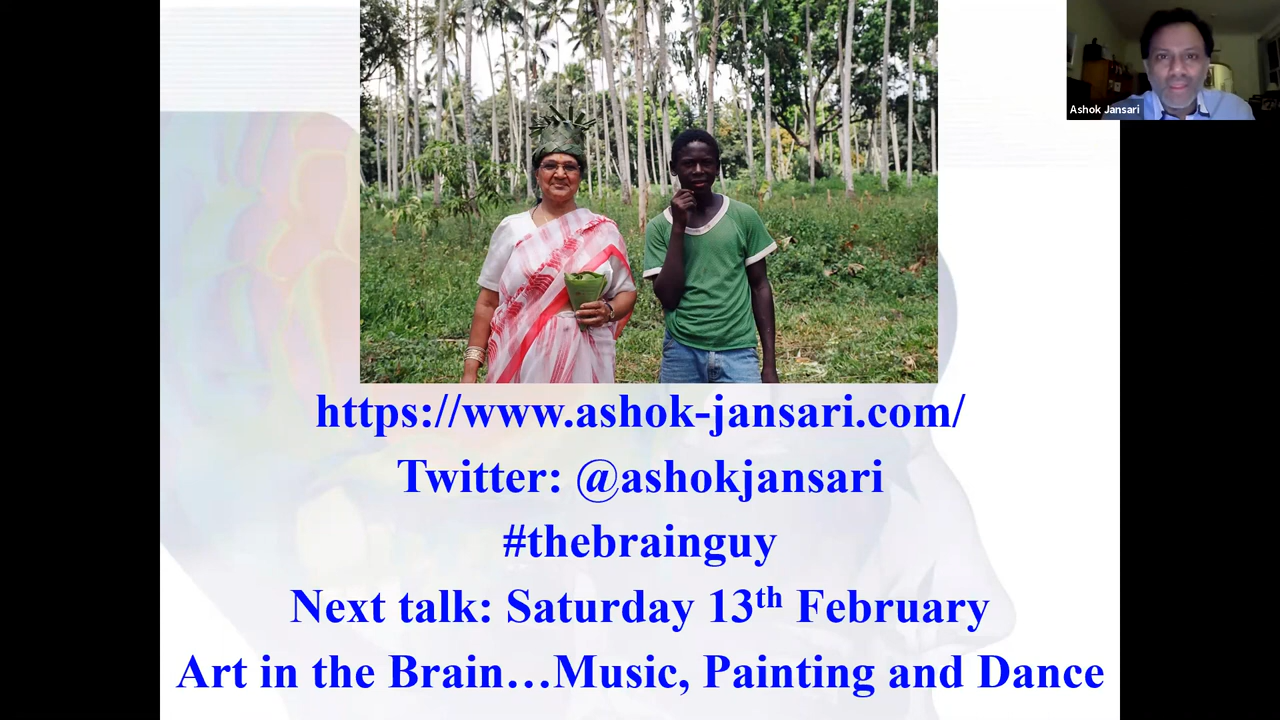 Ashok Jansari
https://www.ashok-jansari.com/
Twitter: @ashokjansari
#thebrainguy
Next talk: Saturday 13th February
Art in the Brain…Music, Painting and Dance